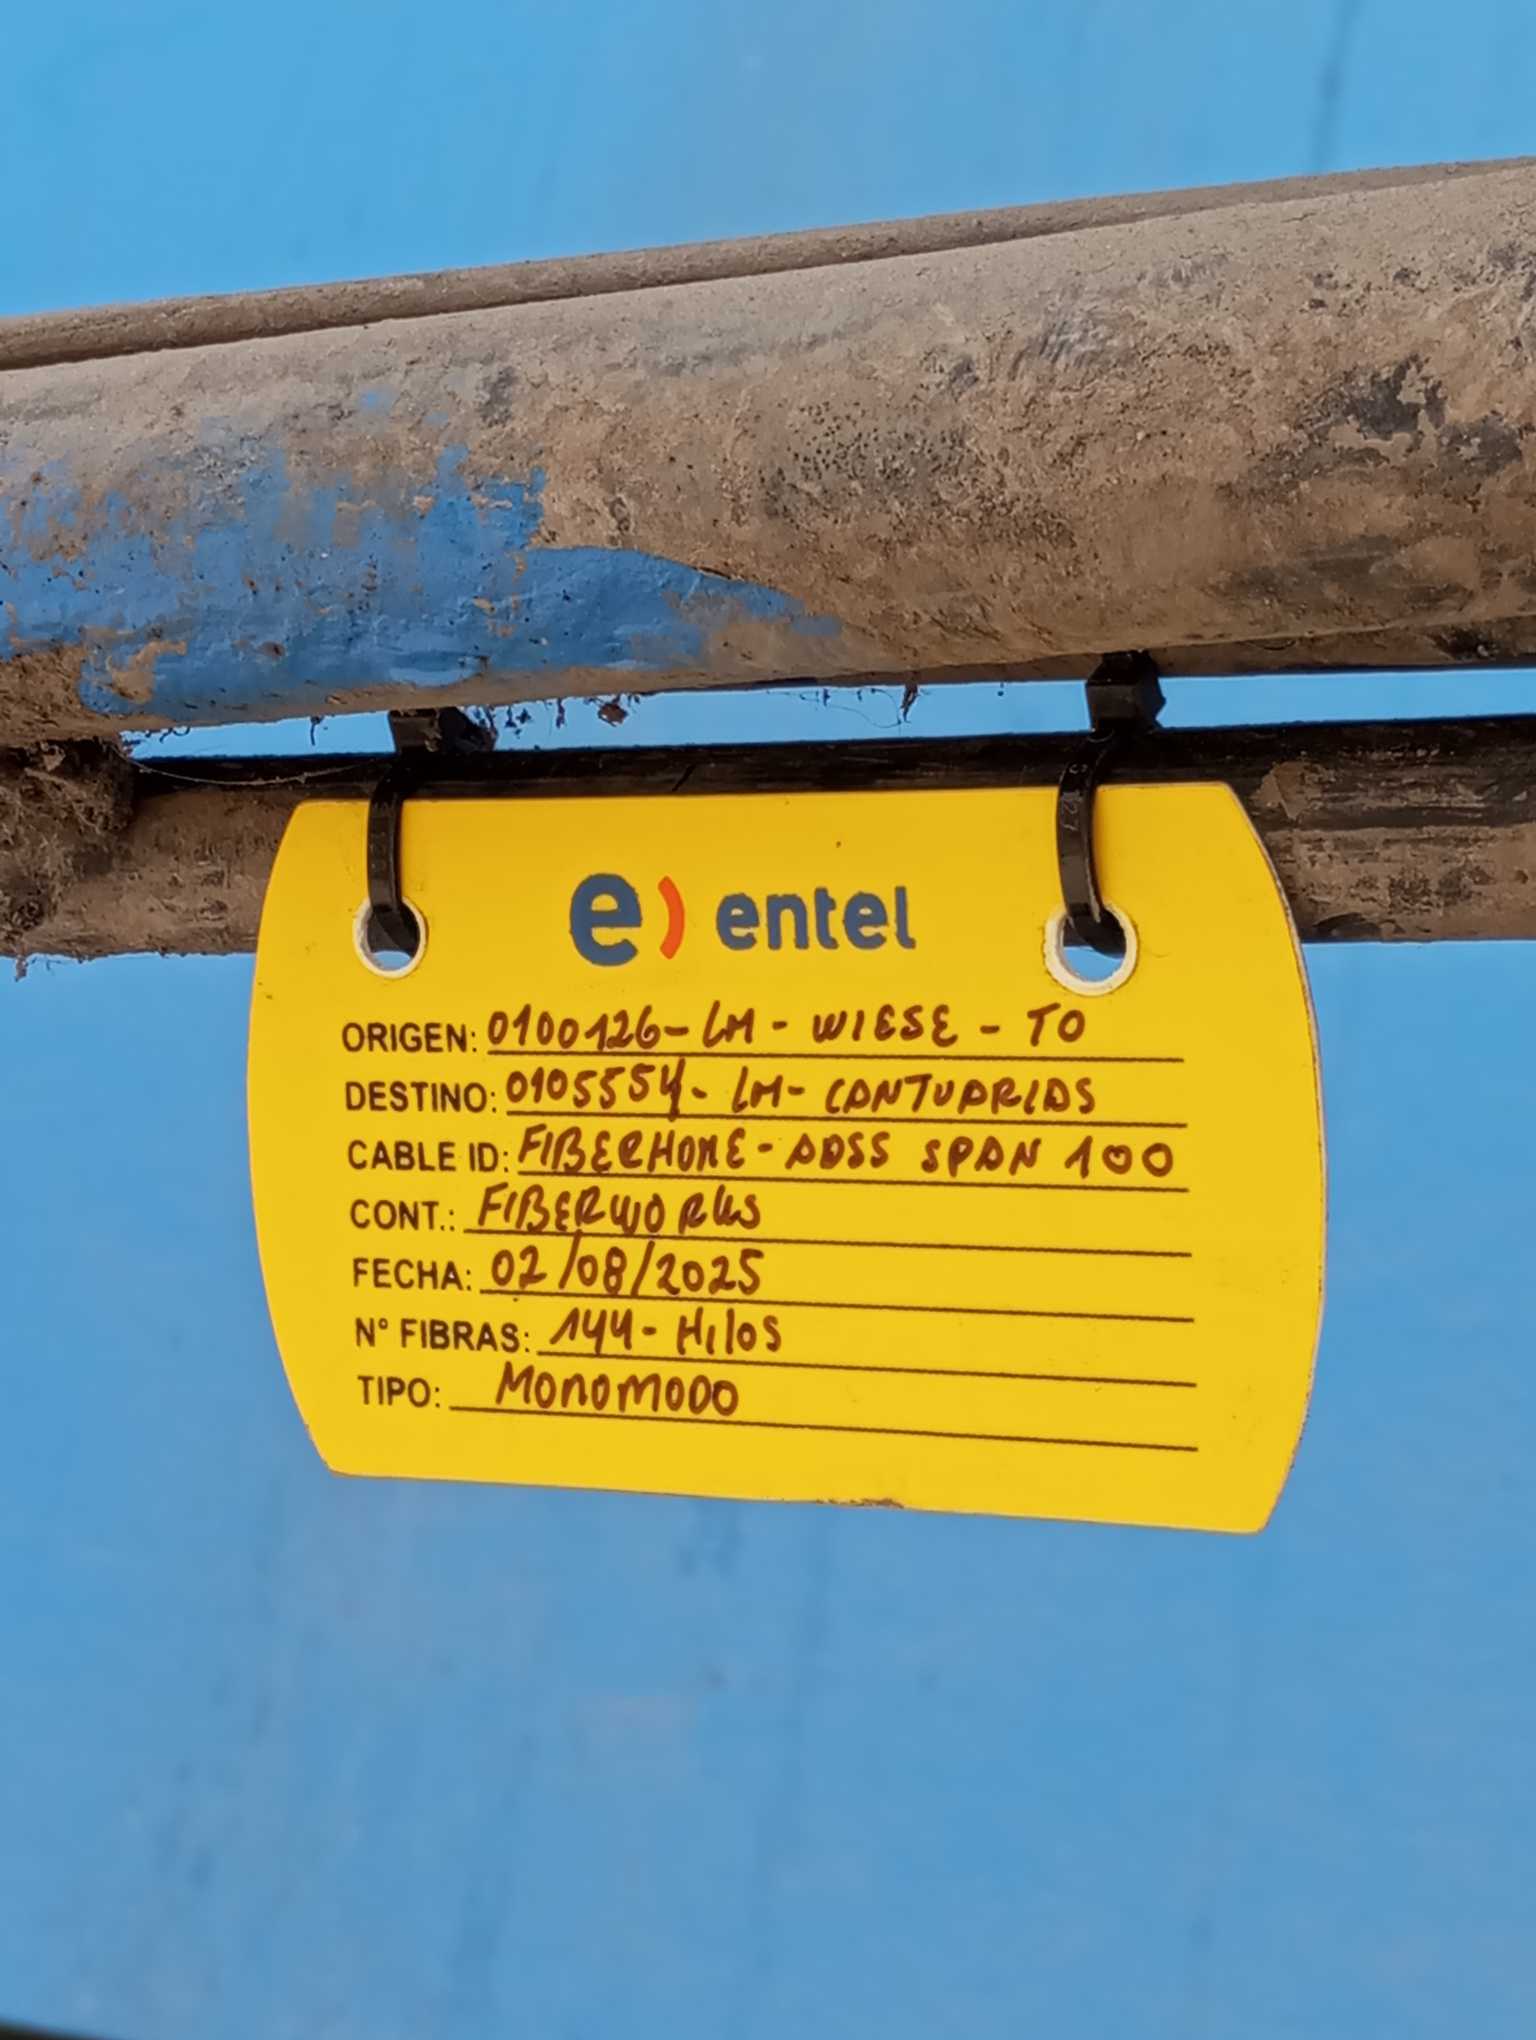 e) entel
ORIGEN: 0100126-LM-WIESE-TO
DESTINO: 0105554-LM-CANTUARIAS
CABLE ID: FIBERHOME-ADSS SPAN 100
CONT.: FIBERWORKS
FECHA: 02/08/2025
N° FIBRAS: 144-Hilos
TIPO: MONOMODO